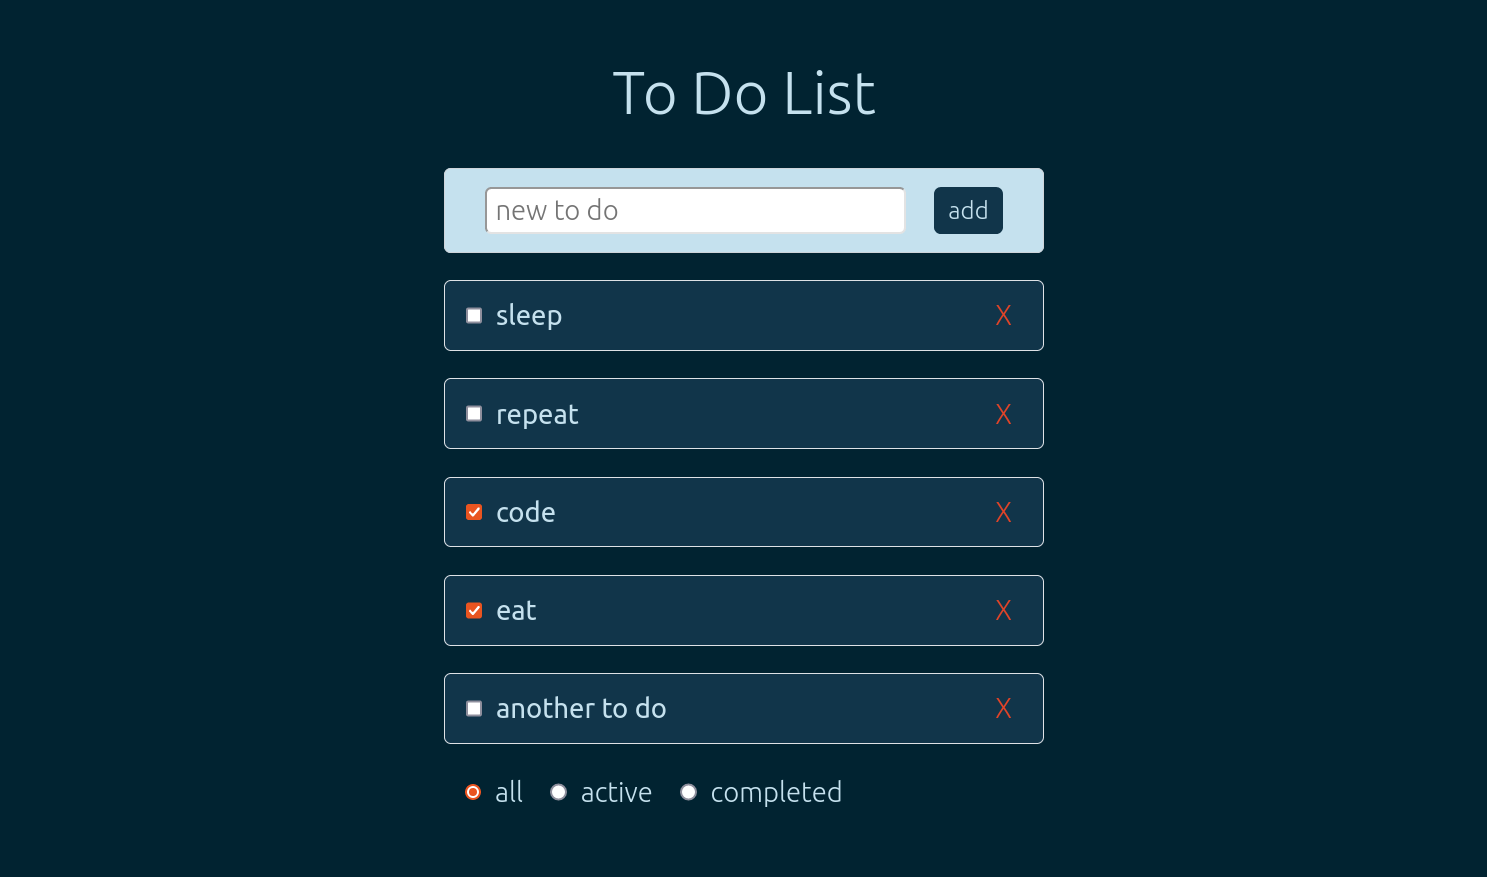 To Do List
new to do
add
sleep X
repeat X
code X
eat X
another to do X
all active completed